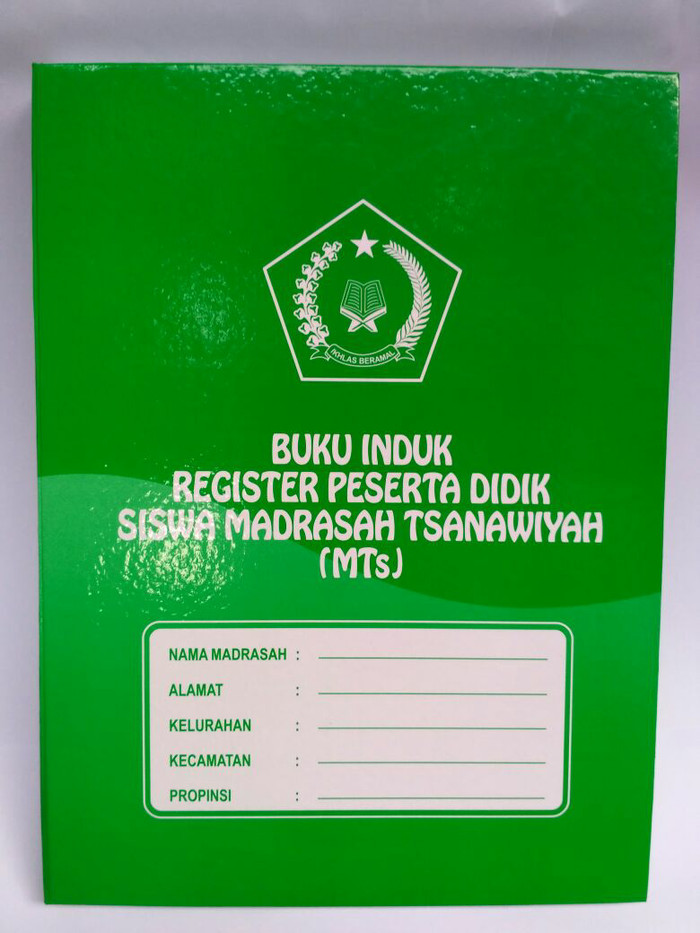 IKHLAS BERAMAL
BUKU INDUK
REGISTER PESERTA DIDIK
SISWA MADRASAH TSANAWIYAH
(MTs)
NAMA MADRASAH :
ALAMAT :
KELURAHAN :
KECAMATAN :
PROPINSI :